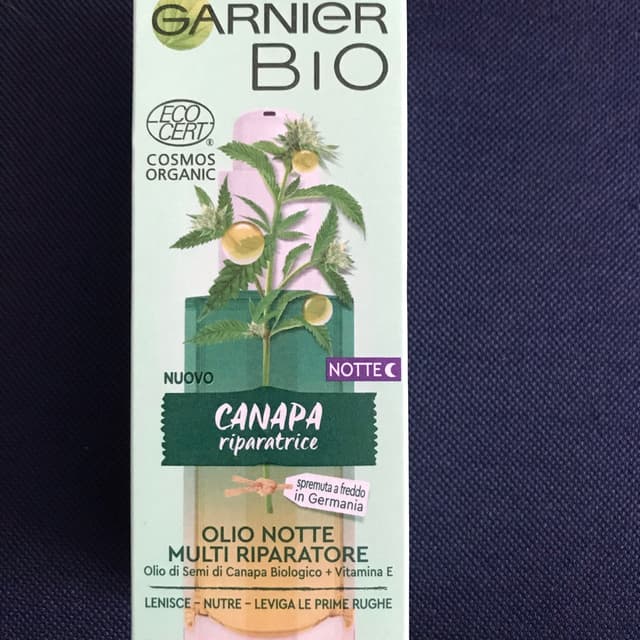 GARNIER
BIO
ECO
CERT®
COSMOS
ORGANIC
NOTTE
NUOVO
CANAPA
riparatrice
spremuta a freddo
in Germania
OLIO NOTTE
MULTI RIPARATORE
Olio di Semi di Canapa Biologico + Vitamina E
LENISCE - NUTRE - LEVIGA LE PRIME RUGHE